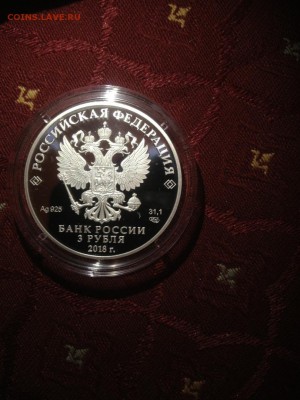 COINS.LAVE.RU
РОССИЙСКАЯ ФЕДЕРАЦИЯ
Ag 925
31,1
БАНК РОССИИ
3 РУБЛЯ
2018 г.